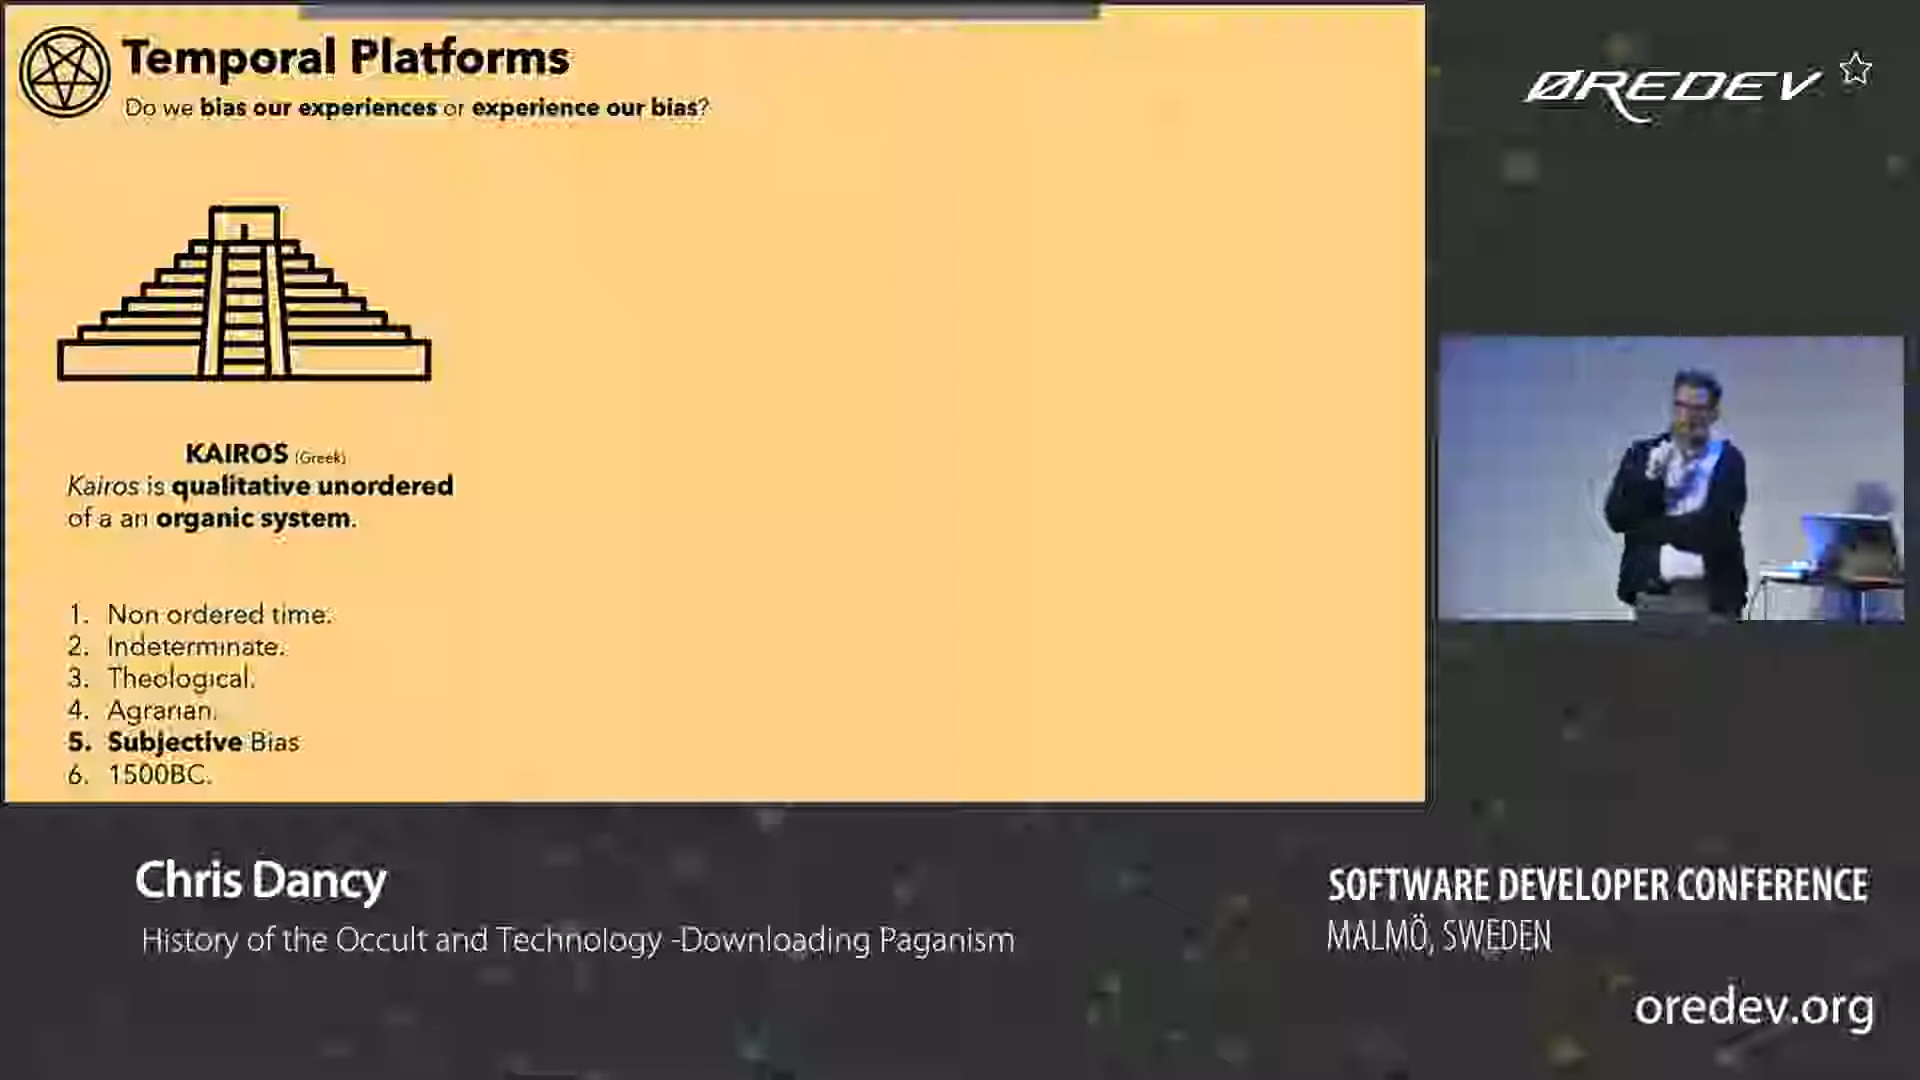 Temporal Platforms
Do we bias our experiences or experience our bias?
KAIROS (Greek)
Kairos is qualitative unordered
of a an organic system.
1. Non ordered time.
2. Indeterminate.
3. Theological.
4. Agrarian.
5. Subjective Bias
6. 1500BC.
ØREDEV
Chris Dancy
History of the Occult and Technology -Downloading Paganism
SOFTWARE DEVELOPER CONFERENCE
MALMÖ, SWEDEN
oredev.org